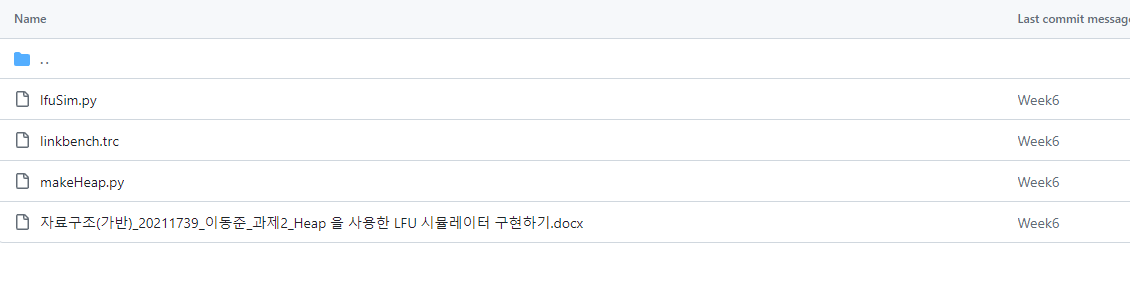 Name Last commit message
..
lfuSim.py Week6
linkbench.trc Week6
makeHeap.py Week6
자료구조(가반)_20211739_이동준_과제2_Heap 을 사용한 LFU 시뮬레이터 구현하기.docx Week6